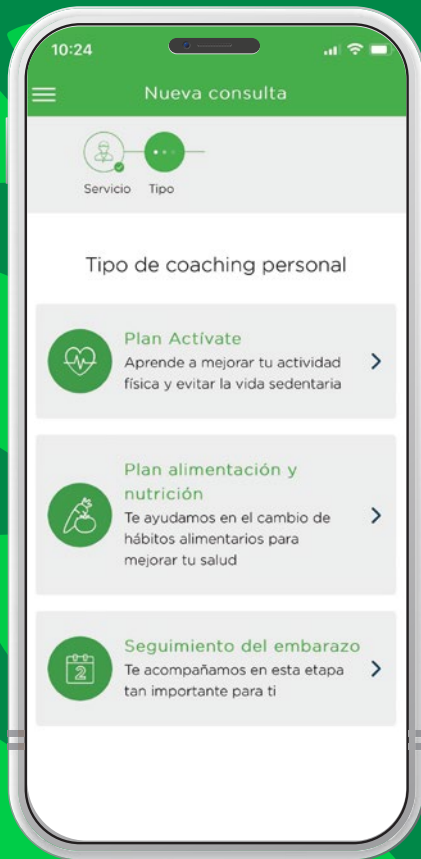 10:24
Nueva consulta
Servicio Tipo
Tipo de coaching personal
Plan Actívate
Aprende a mejorar tu actividad
física y evitar la vida sedentaria
Plan alimentación y
nutrición
Te ayudamos en el cambio de
hábitos alimentarios para
mejorar tu salud
2
Seguimiento del embarazo
Te acompañamos en esta etapa
tan importante para ti